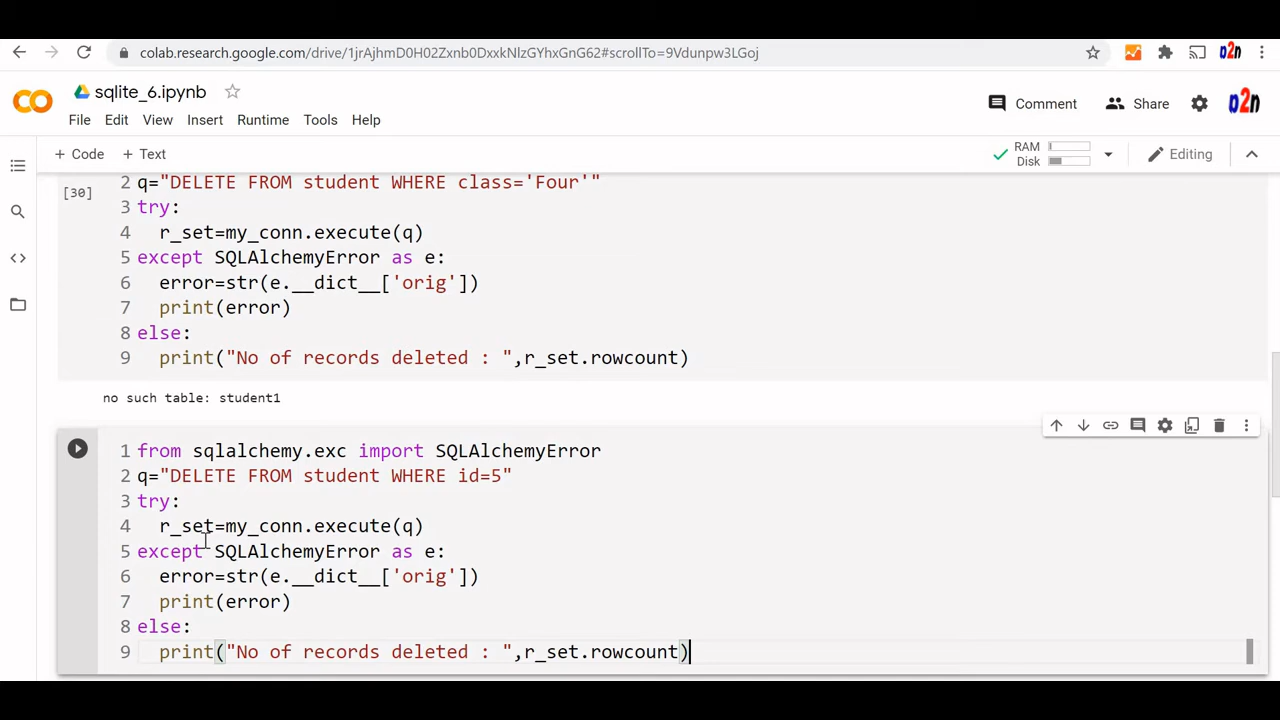 colab.research.google.com/drive/1jrAjhmD0H02Zxnb0DxxkNlzGYhxGnG62#scrollTo=9Vdunpw3LGoj
sqlite_6.ipynb
D2n
Comment
Share
D2n
File Edit View Insert Runtime Tools Help
+ Code + Text
RAM
Disk
Editing
[30]
2 q="DELETE FROM student WHERE class='Four'"
3 try:
4 r_set=my_conn.execute(q)
5 except SQLAlchemyError as e:
6 error=str(e.__dict__['orig'])
7 print(error)
8 else:
9 print("No of records deleted : ",r_set.rowcount)
no such table: student1
1 from sqlalchemy.exc import SQLAlchemyError
2 q="DELETE FROM student WHERE id=5"
3 try:
4 r_set=my_conn.execute(q)
5 except SQLAlchemyError as e:
6 error=str(e.__dict__['orig'])
7 print(error)
8 else:
9 print("No of records deleted : ",r_set.rowcount)